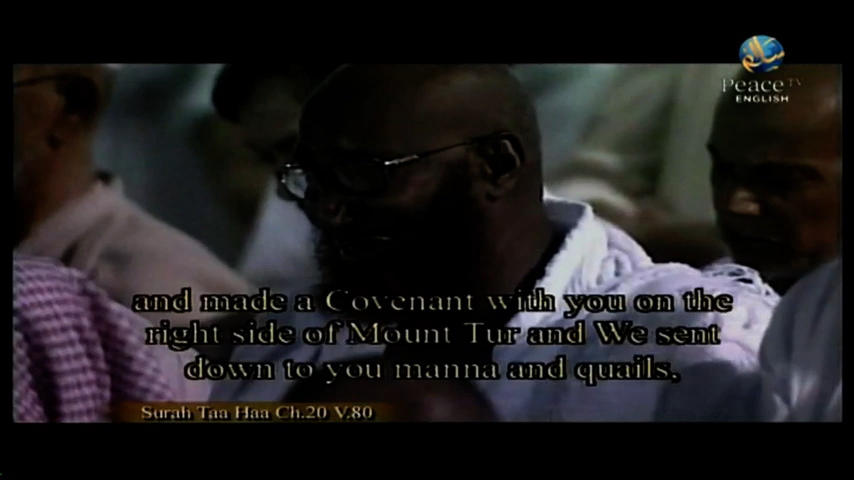 سلام
Peace TV
ENGLISH
and made a Covenant with you on the
right side of Mount Tur and We sent
down to you manna and quails,
Surah Taa Haa Ch.20 V.80